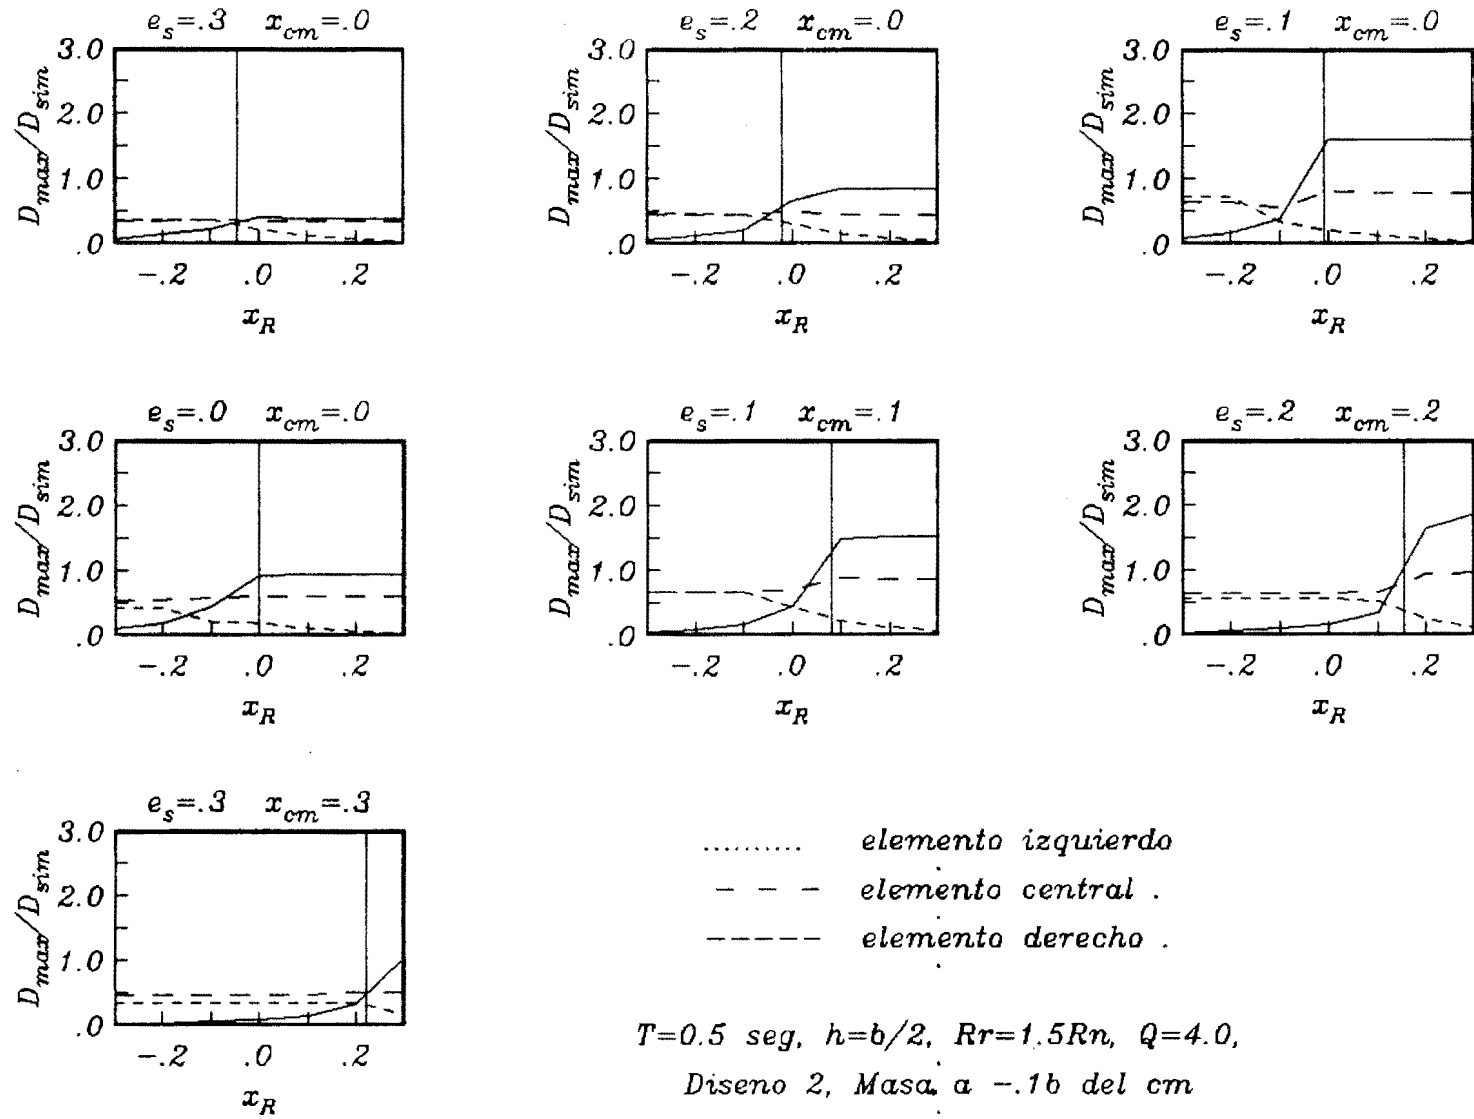 e_s=.3 x_cm=.0
e_s=.2 x_cm=.0
e_s=.1 x_cm=.0
D_max/D_sim
3.0
2.0
1.0
.0
-.2 .0 .2
x_R
D_max/D_sim
3.0
2.0
1.0
.0
-.2 .0 .2
x_R
D_max/D_sim
3.0
2.0
1.0
.0
-.2 .0 .2
x_R
e_s=.0 x_cm=.0
e_s=.1 x_cm=.1
e_s=.2 x_cm=.2
D_max/D_sim
3.0
2.0
1.0
.0
-.2 .0 .2
x_R
D_max/D_sim
3.0
2.0
1.0
.0
-.2 .0 .2
x_R
D_max/D_sim
3.0
2.0
1.0
.0
-.2 .0 .2
x_R
e_s=.3 x_cm=.3
D_max/D_sim
3.0
2.0
1.0
.0
-.2 .0 .2
x_R
elemento izquierdo
elemento central .
elemento derecho .
T=0.5 seg, h=b/2, Rr=1.5Rn, Q=4.0,
Diseno 2, Masa a -.1b del cm